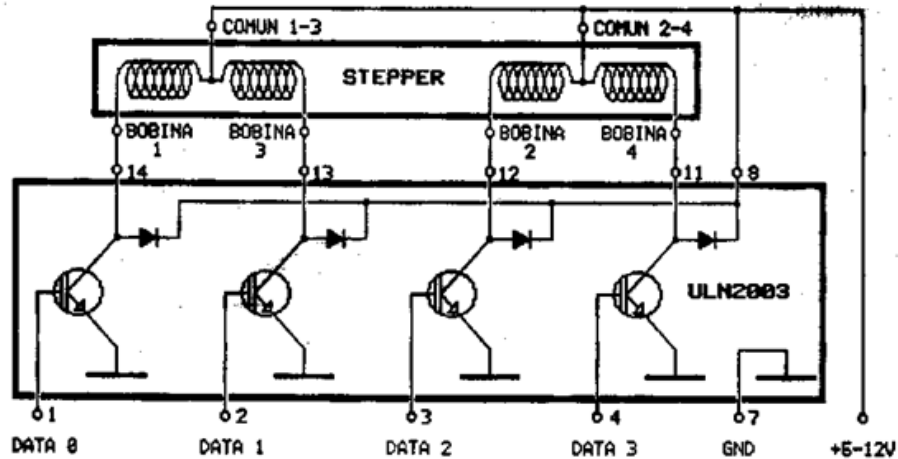 COMUN 1-3
COMUN 2-4
STEPPER
BOBINA 1
BOBINA 3
BOBINA 2
BOBINA 4
14
13
12
11
8
ULN2003
1
2
3
4
7
DATA 0
DATA 1
DATA 2
DATA 3
GND
+5-12V